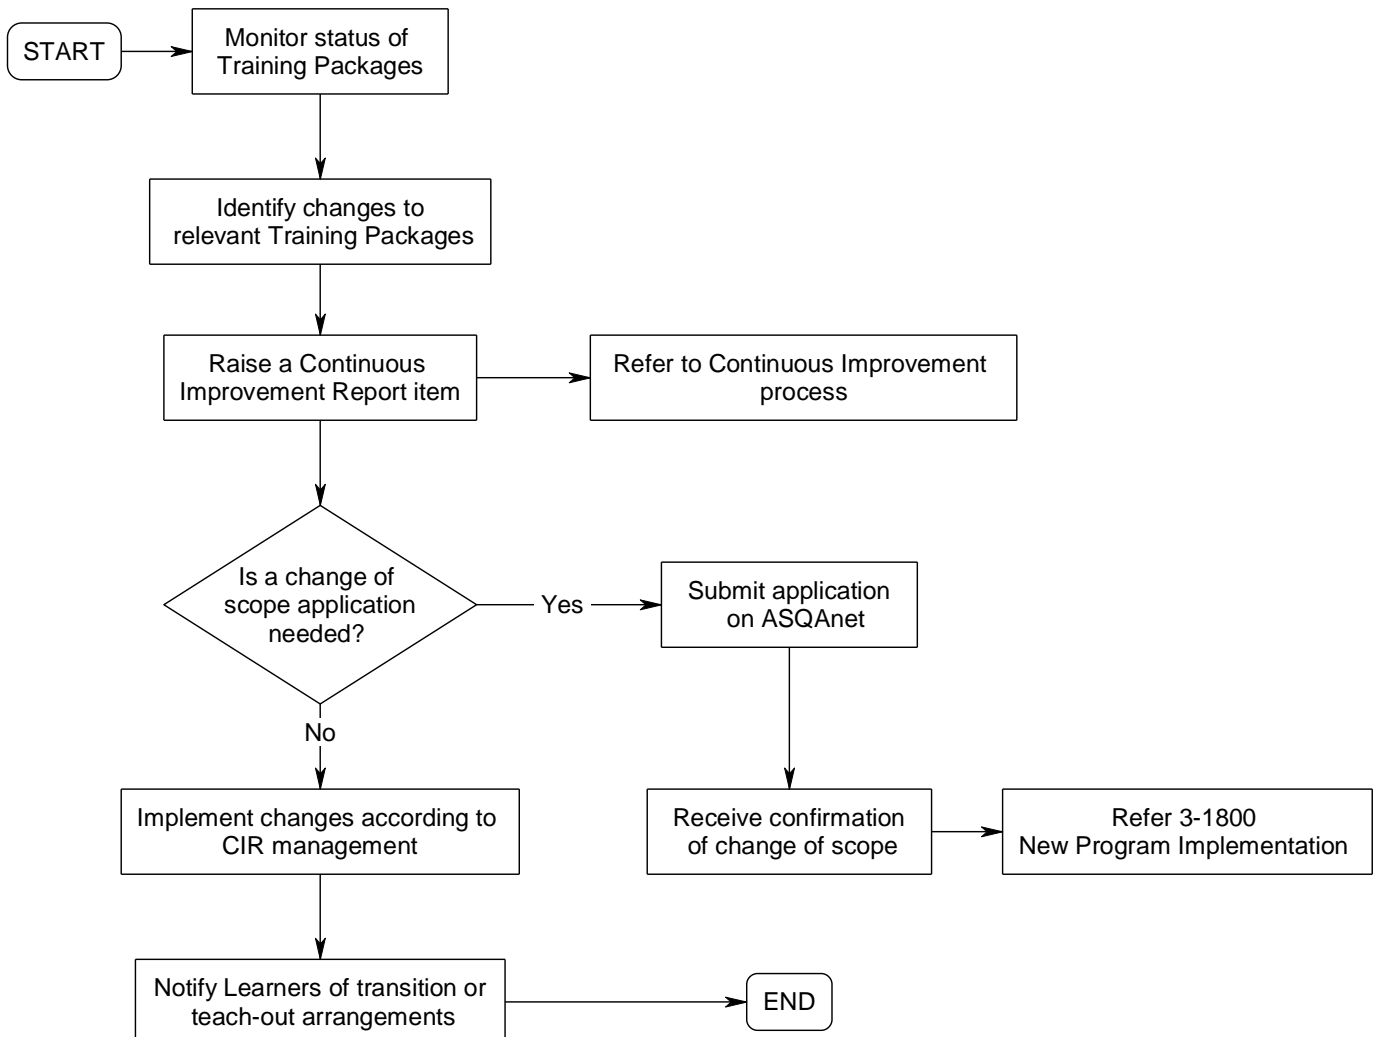 START
Monitor status of
Training Packages
Identify changes to
relevant Training Packages
Raise a Continuous
Improvement Report item
Refer to Continuous Improvement
process
Is a change of
scope application
needed?
Yes
Submit application
on ASQAnet
No
Implement changes according to
CIR management
Receive confirmation
of change of scope
Refer 3-1800
New Program Implementation
Notify Learners of transition or
teach-out arrangements
END